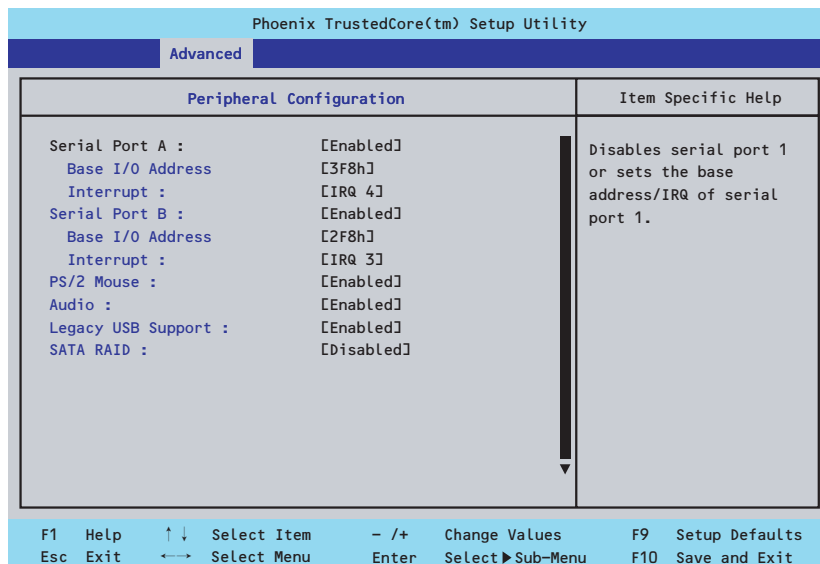 Phoenix TrustedCore(tm) Setup Utility
Advanced
Peripheral Configuration
Item Specific Help
Serial Port A : [Enabled]
Base I/O Address [3F8h]
Interrupt : [IRQ 4]
Serial Port B : [Enabled]
Base I/O Address [2F8h]
Interrupt : [IRQ 3]
PS/2 Mouse : [Enabled]
Audio : [Enabled]
Legacy USB Support : [Enabled]
SATA RAID : [Disabled]
Disables serial port 1
or sets the base
address/IRQ of serial
port 1.
F1 Help ↑↓ Select Item - /+ Change Values F9 Setup Defaults
Esc Exit ←→ Select Menu Enter Select▶Sub-Menu F10 Save and Exit